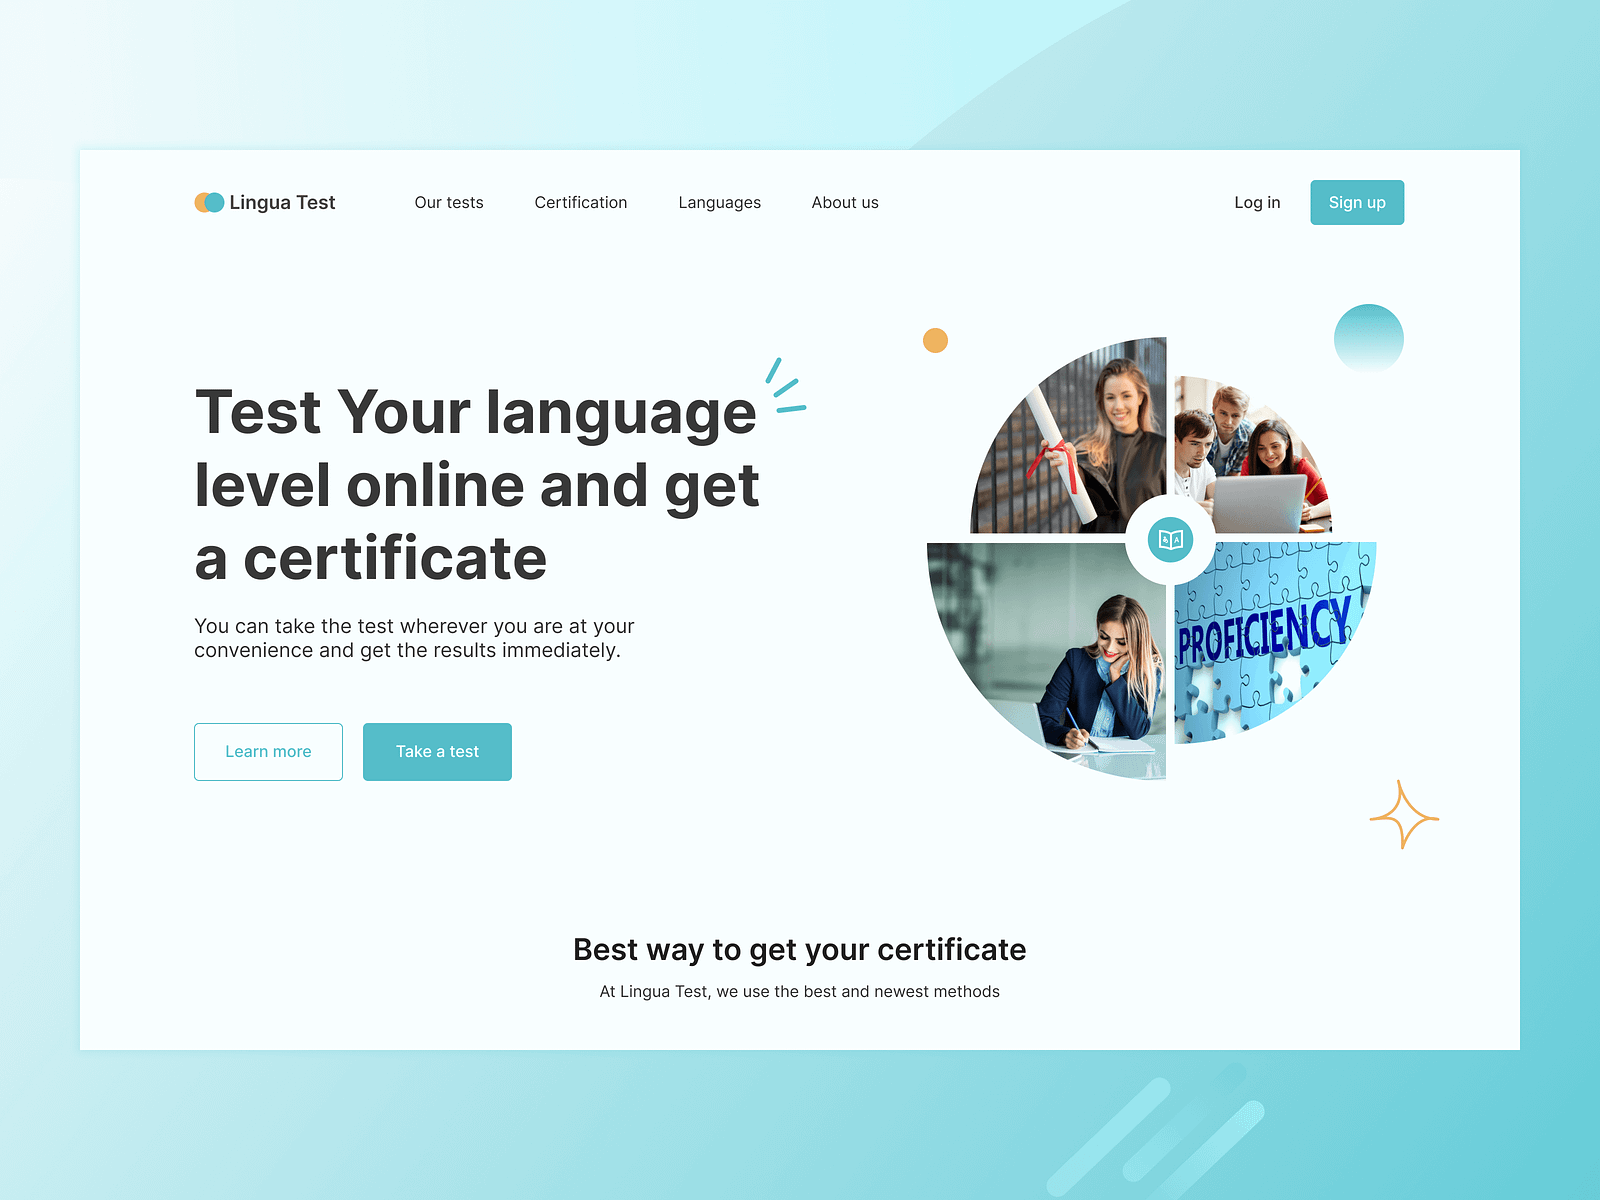 Lingua Test
Our tests
Certification
Languages
About us
Log in
Sign up
Test Your language
level online and get
a certificate
You can take the test wherever you are at your
convenience and get the results immediately.
Learn more
Take a test
PROFICIENCY
Best way to get your certificate
At Lingua Test, we use the best and newest methods